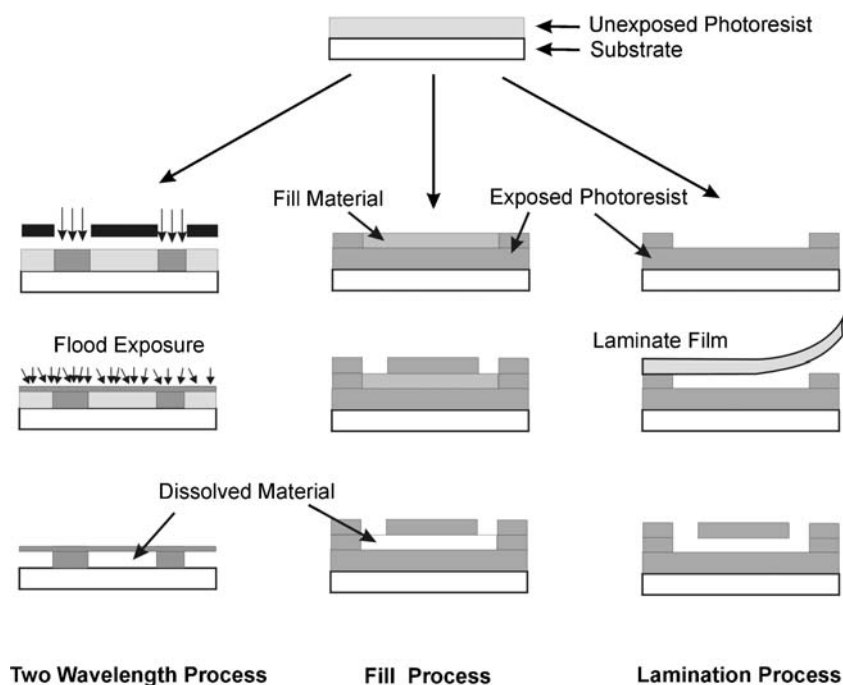 Unexposed Photoresist
Substrate
Fill Material
Exposed Photoresist
Flood Exposure
Laminate Film
Dissolved Material
Two Wavelength Process
Fill Process
Lamination Process